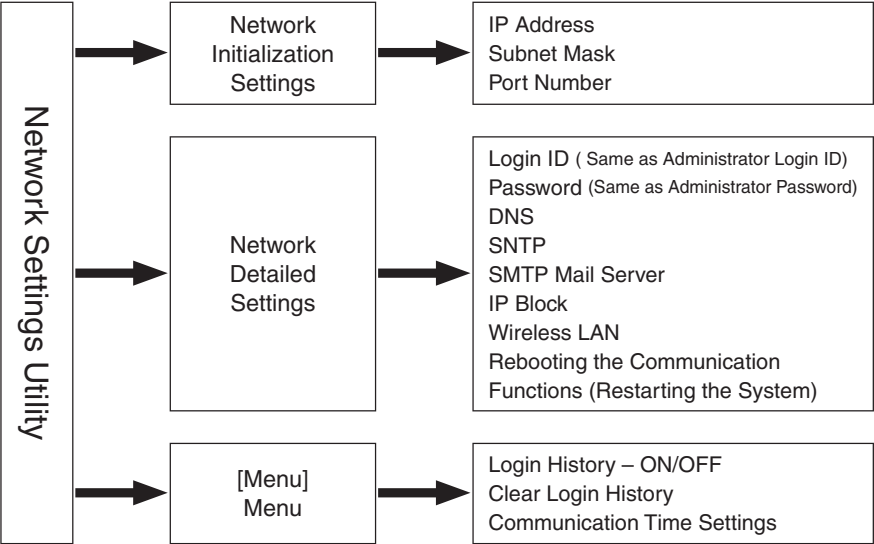 Network Settings Utility
Network
Initialization
Settings
IP Address
Subnet Mask
Port Number
Network
Detailed
Settings
Login ID ( Same as Administrator Login ID)
Password (Same as Administrator Password)
DNS
SNTP
SMTP Mail Server
IP Block
Wireless LAN
Rebooting the Communication
Functions (Restarting the System)
[Menu]
Menu
Login History – ON/OFF
Clear Login History
Communication Time Settings